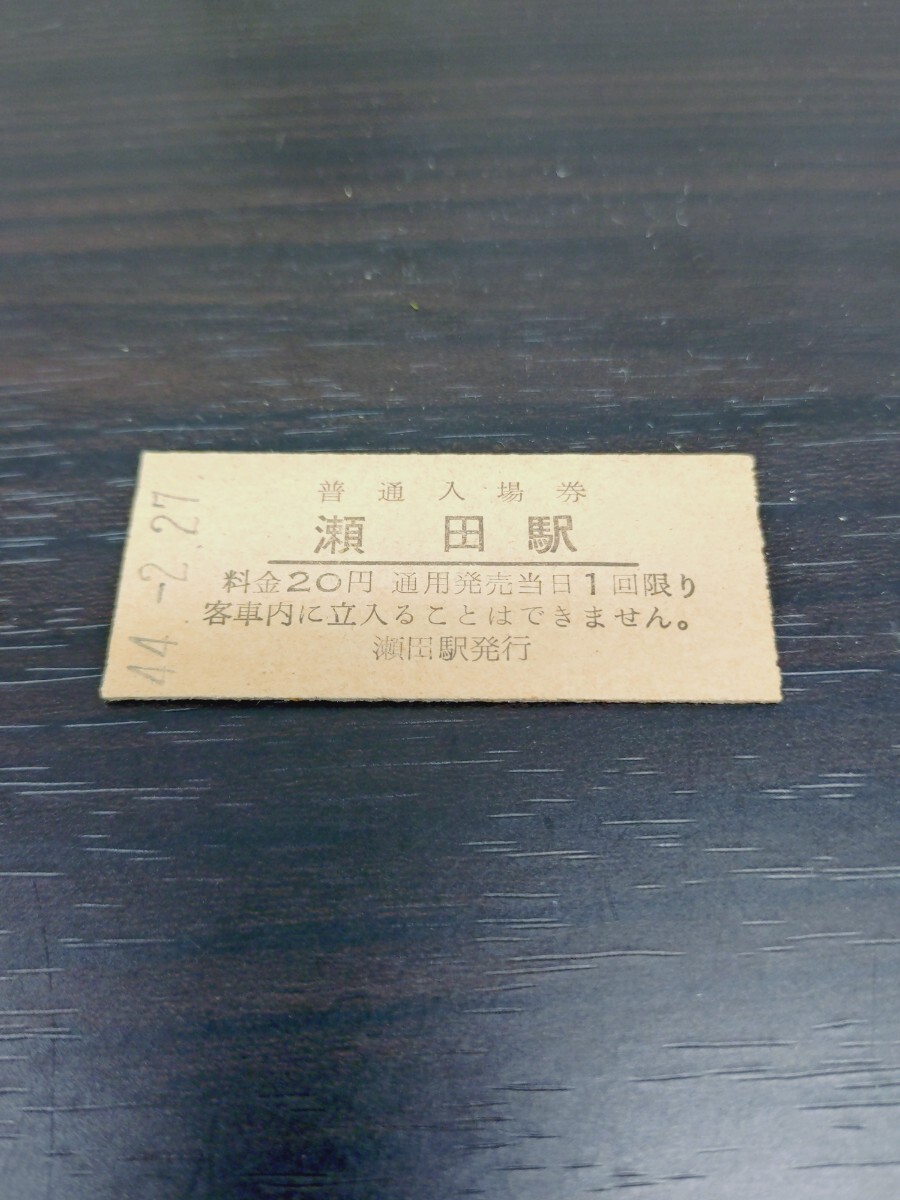 普通入場券
瀬田駅
料金20円 通用発売当日1回限り
客車内に立入ることはできません。
瀬田駅発行
44-2.27.